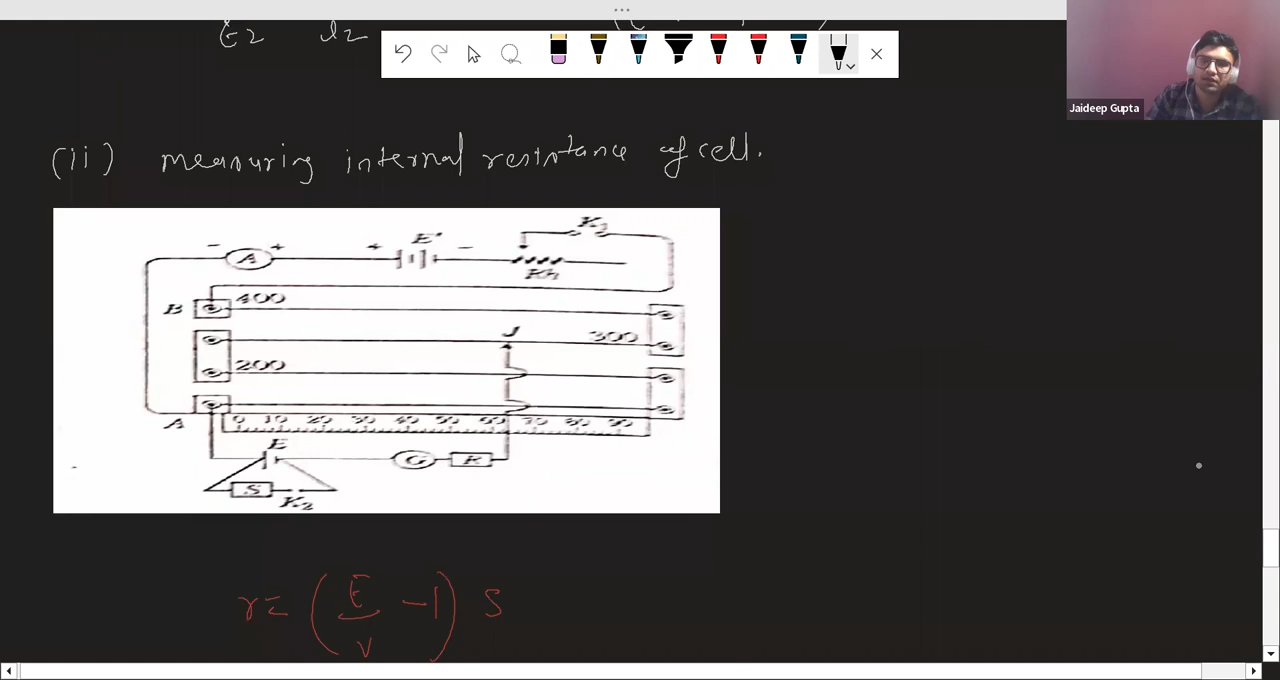 E2 l2
Jaideep Gupta
(ii) measuring internal resistance of cell.
K1
- A + + E' -
Rh
B 400
J 300
200
A 0 10 20 30 40 50 60 70 80 90
E
G R
S K2
r = (E/V - 1) S